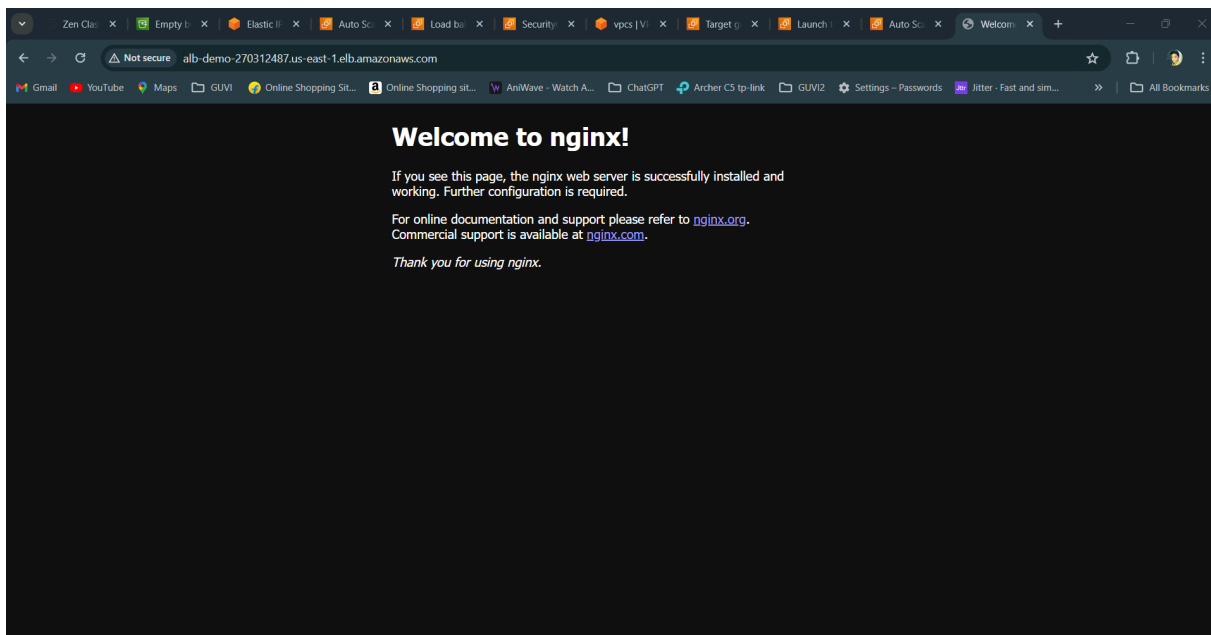 Zen Clas
Empty b
Elastic IP
Auto Sc
Load bal
Security
vpcs | VP
Target g
Launch t
Auto Sc
Welcom
Not secure alb-demo-270312487.us-east-1.elb.amazonaws.com
Gmail YouTube Maps GUVI Online Shopping Sit... Online Shopping sit... AniWave - Watch A... ChatGPT Archer C5 tp-link GUVI2 Settings – Passwords Jitter - Fast and sim... » All Bookmarks
Welcome to nginx!
If you see this page, the nginx web server is successfully installed and
working. Further configuration is required.
For online documentation and support please refer to nginx.org.
Commercial support is available at nginx.com.
Thank you for using nginx.